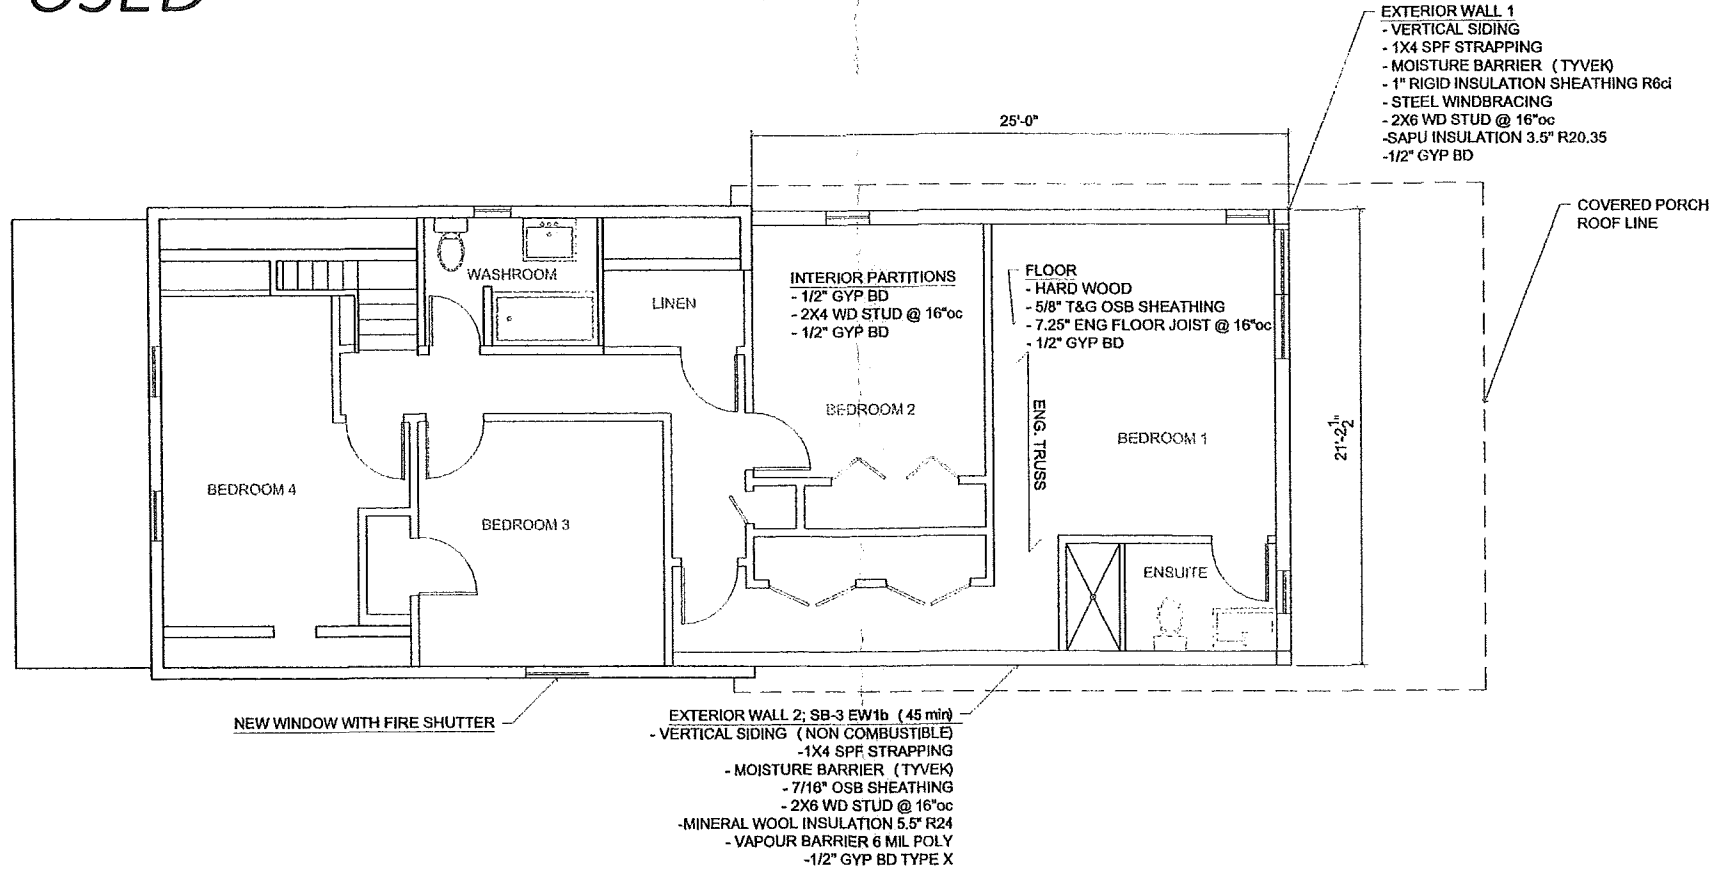 USED
EXTERIOR WALL 1
- VERTICAL SIDING
- 1X4 SPF STRAPPING
- MOISTURE BARRIER (TYVEK)
- 1" RIGID INSULATION SHEATHING R6ci
- STEEL WINDBRACING
- 2X6 WD STUD @ 16"oc
-SAPU INSULATION 3.5" R20.35
-1/2" GYP BD
25'-0"
COVERED PORCH
ROOF LINE
WASHROOM
LINEN
INTERIOR PARTITIONS
- 1/2" GYP BD
- 2X4 WD STUD @ 16"oc
- 1/2" GYP BD
FLOOR
- HARD WOOD
- 5/8" T&G OSB SHEATHING
- 7.25" ENG FLOOR JOIST @ 16"oc
- 1/2" GYP BD
BEDROOM 2
ENG. TRUSS
BEDROOM 1
21'-2 1/2"
BEDROOM 4
BEDROOM 3
ENSUITE
NEW WINDOW WITH FIRE SHUTTER
EXTERIOR WALL 2; SB-3 EW1b (45 min)
- VERTICAL SIDING (NON COMBUSTIBLE)
-1X4 SPF STRAPPING
- MOISTURE BARRIER (TYVEK)
- 7/16" OSB SHEATHING
- 2X6 WD STUD @ 16"oc
-MINERAL WOOL INSULATION 5.5" R24
- VAPOUR BARRIER 6 MIL POLY
-1/2" GYP BD TYPE X